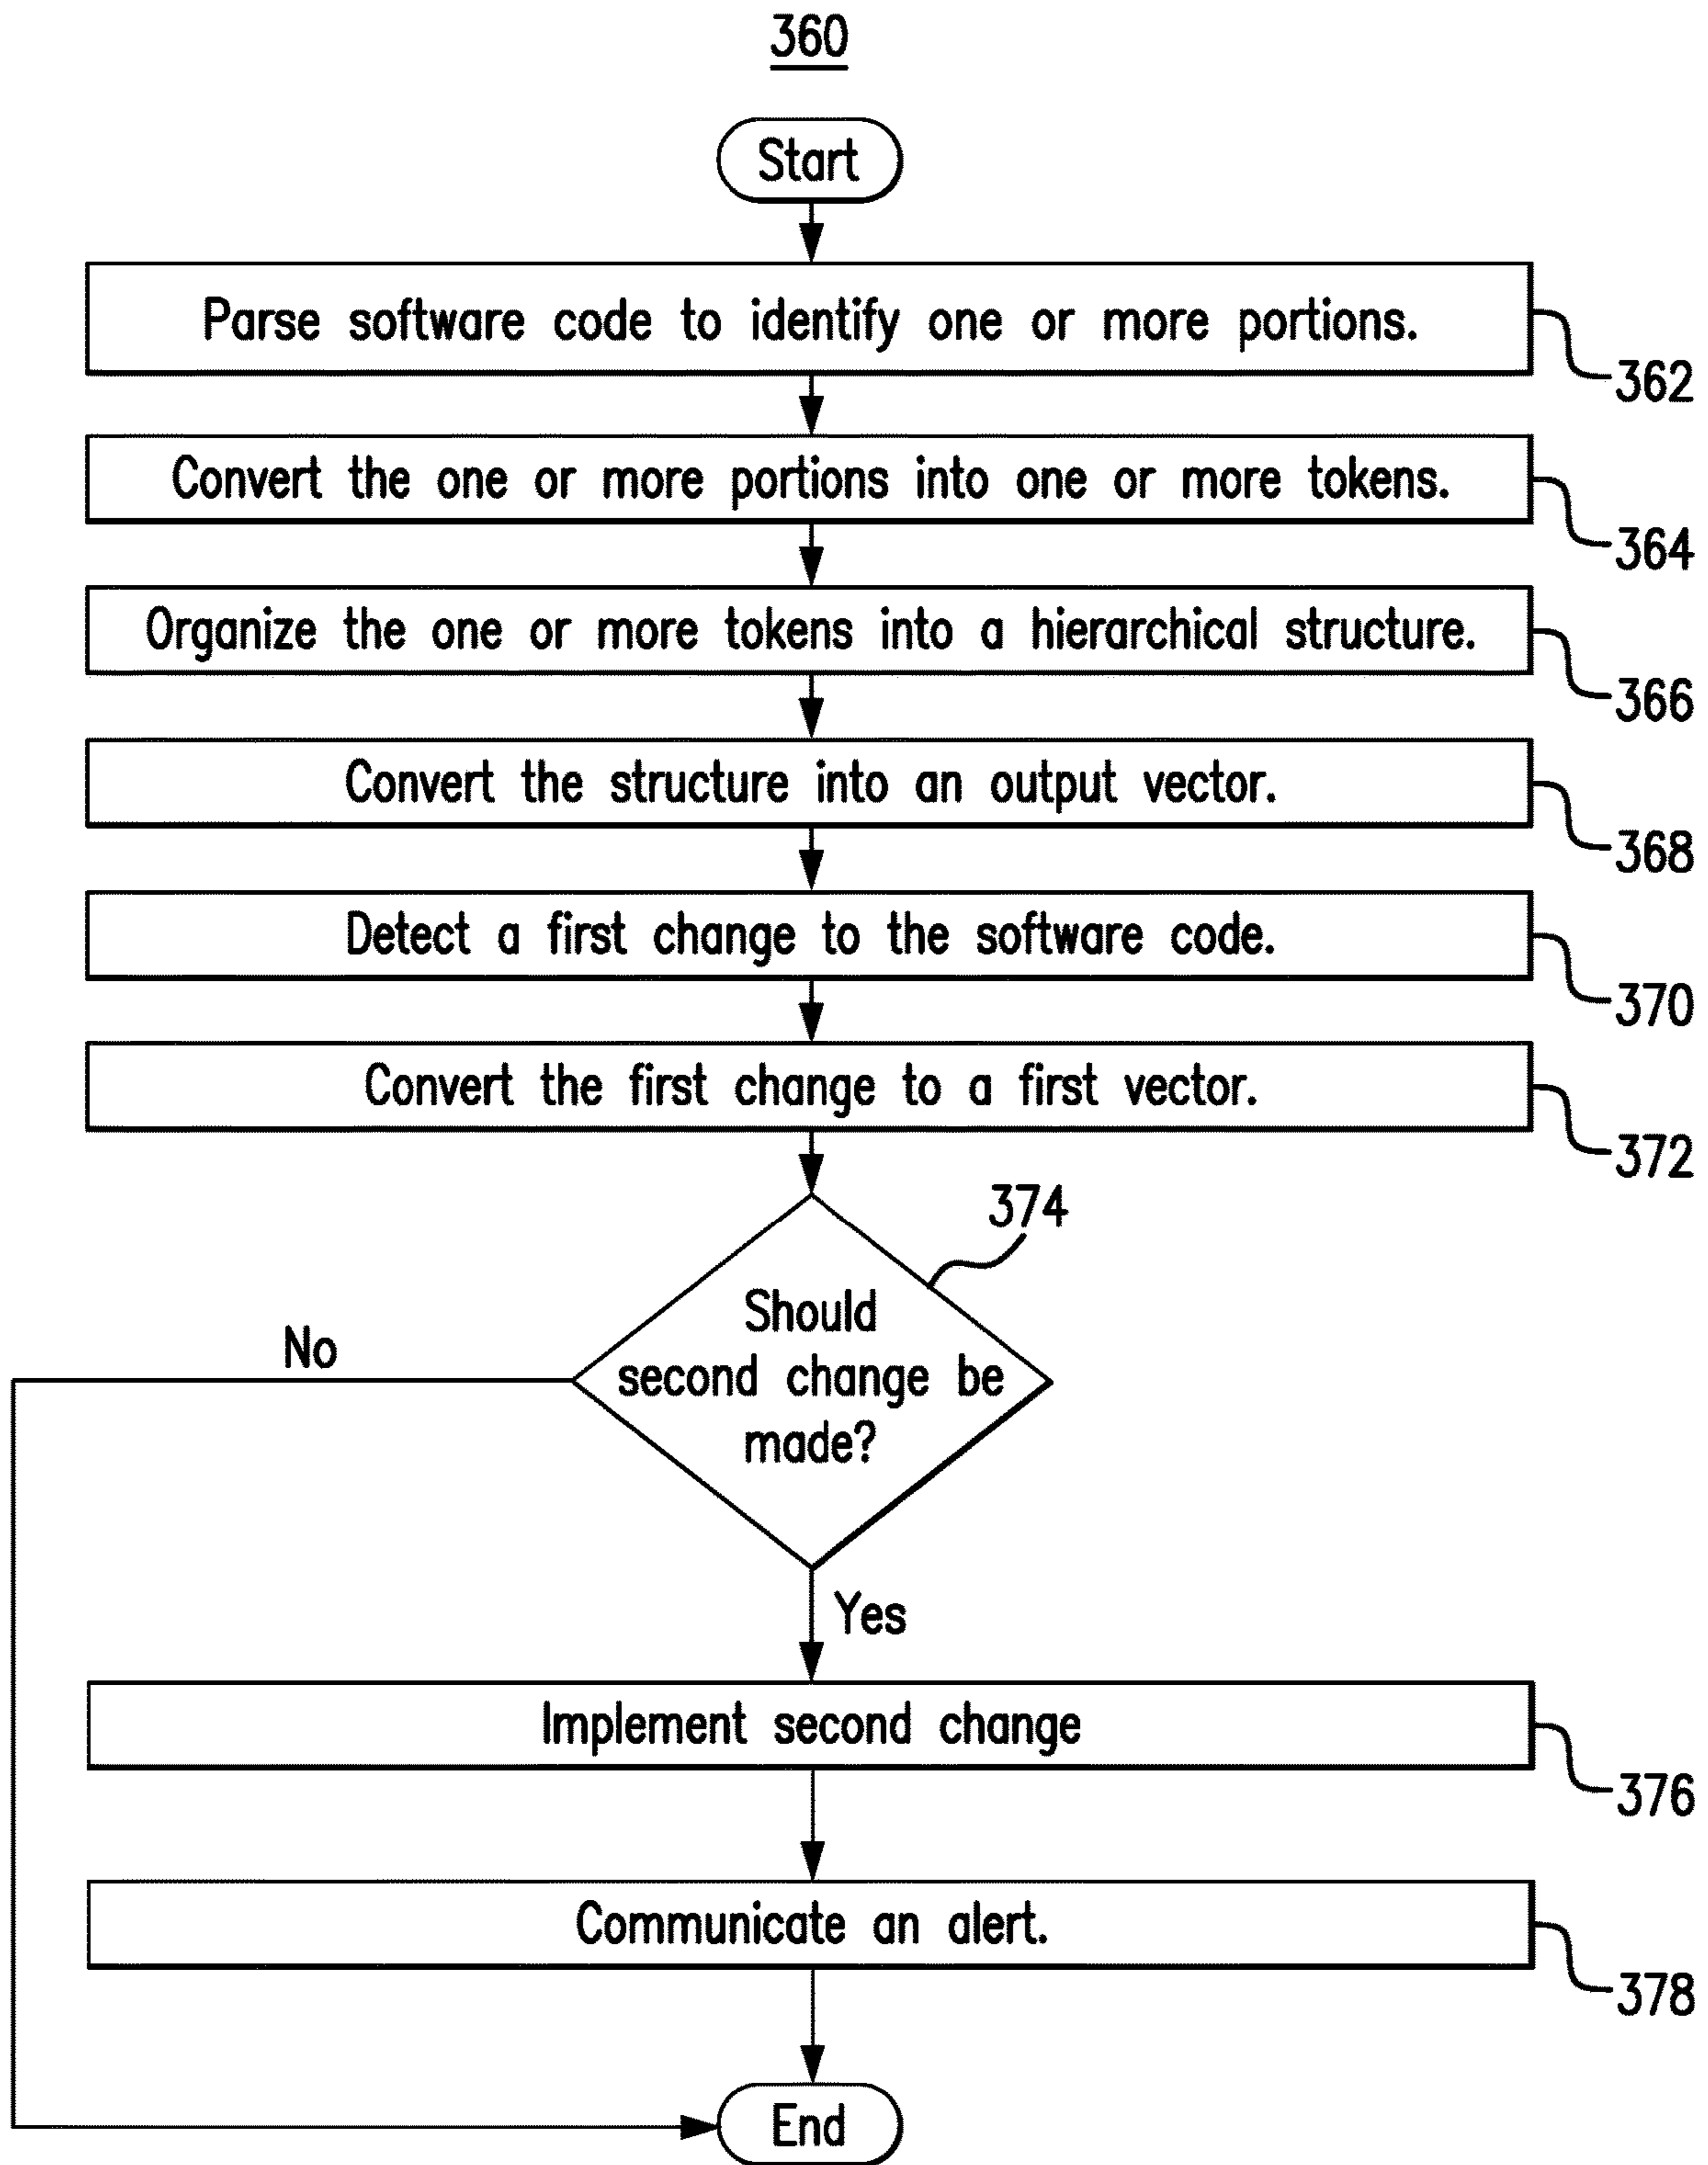 360
Start
Parse software code to identify one or more portions.
362
Convert the one or more portions into one or more tokens.
364
Organize the one or more tokens into a hierarchical structure.
366
Convert the structure into an output vector.
368
Detect a first change to the software code.
370
Convert the first change to a first vector.
372
374
Should
second change be
made?
No
Yes
Implement second change
376
Communicate an alert.
378
End